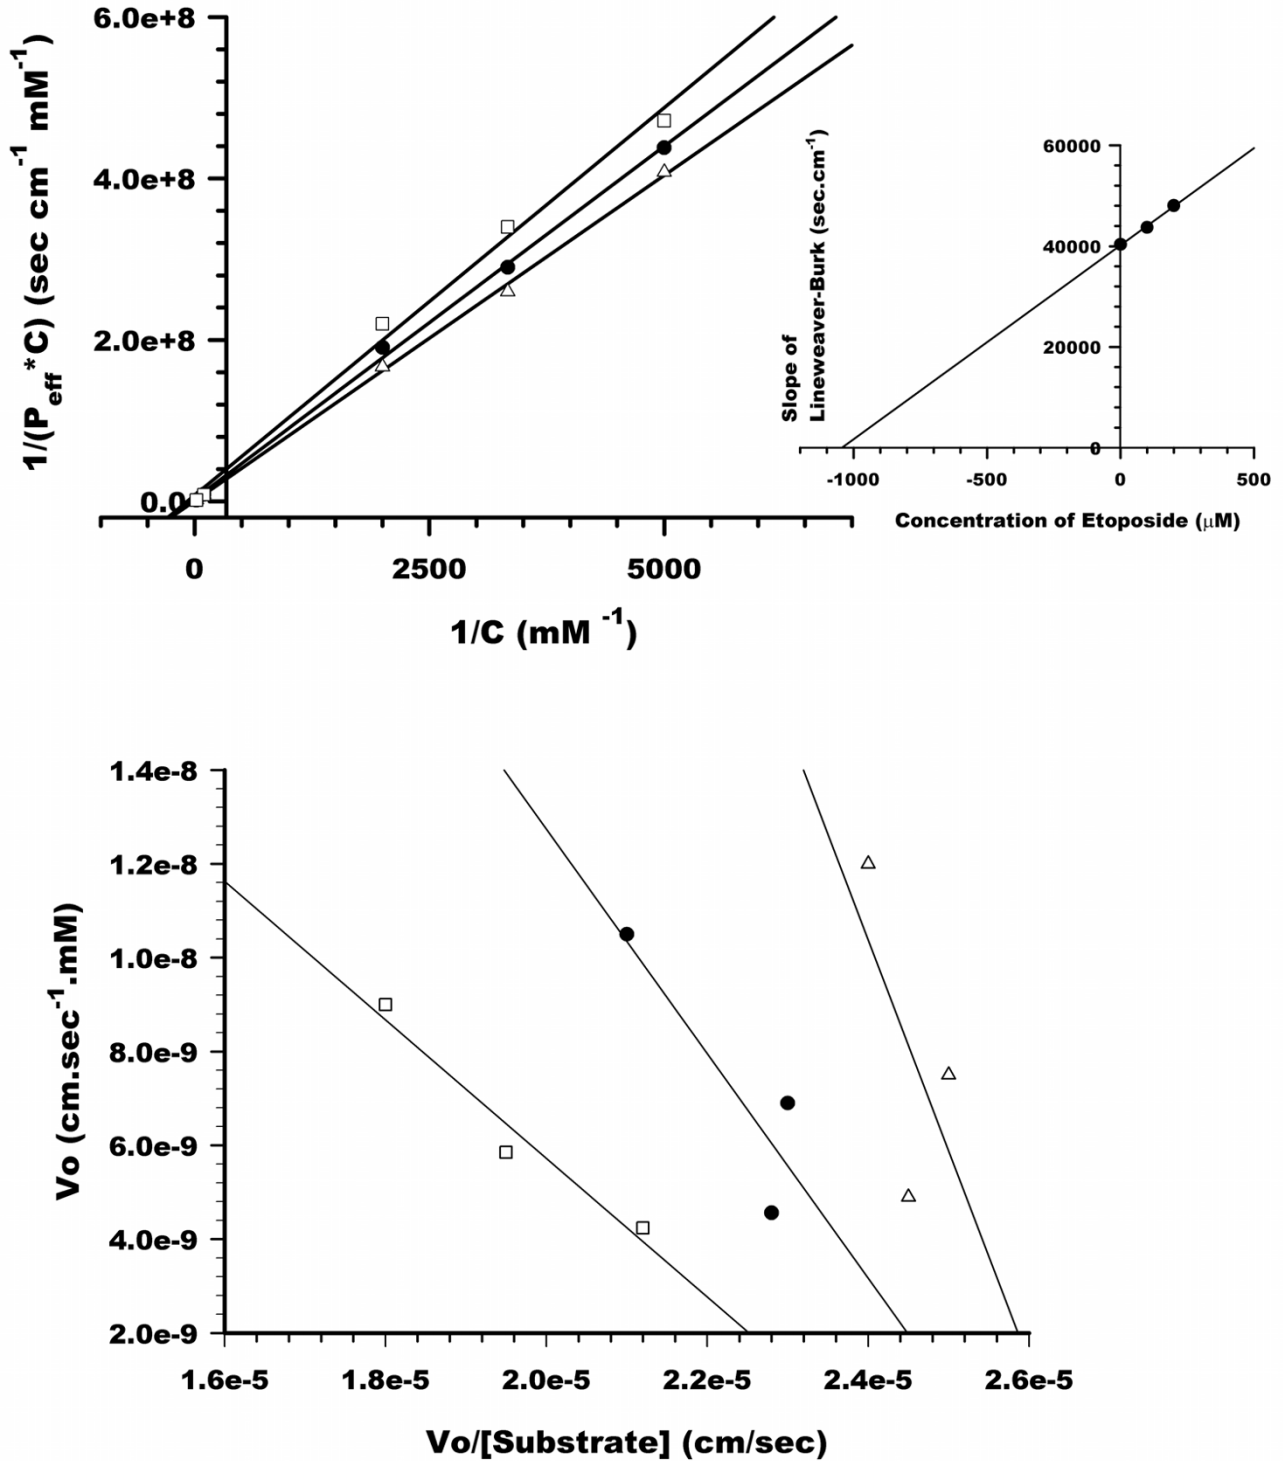 6.0e+8
4.0e+8
2.0e+8
0.0
1/(Peff*C) (sec cm-1 mM-1)
0 2500 5000
1/C (mM -1)
Slope of
Lineweaver-Burk (sec.cm-1)
60000
40000
20000
0
-1000 -500 0 500
Concentration of Etoposide (μM)
1.4e-8
1.2e-8
1.0e-8
8.0e-9
6.0e-9
4.0e-9
2.0e-9
Vo (cm.sec-1.mM)
1.6e-5 1.8e-5 2.0e-5 2.2e-5 2.4e-5 2.6e-5
Vo/[Substrate] (cm/sec)